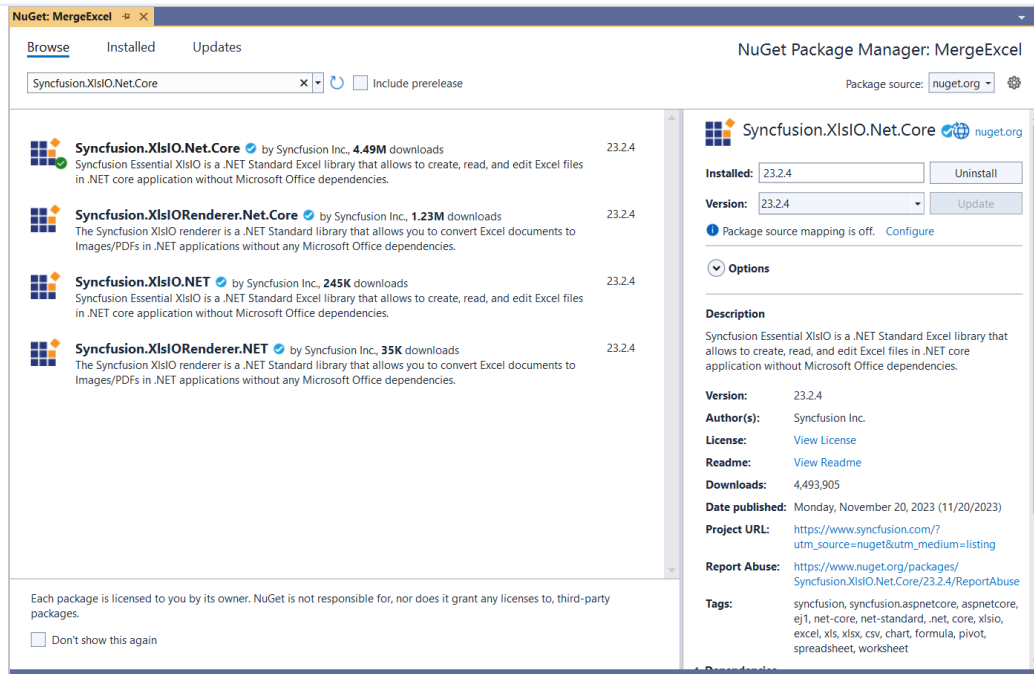 NuGet: MergeExcel
Browse Installed Updates
NuGet Package Manager: MergeExcel
Syncfusion.XlsIO.Net.Core
Include prerelease
Package source: nuget.org
Syncfusion.XlsIO.Net.Core by Syncfusion Inc., 4.49M downloads 23.2.4
Syncfusion Essential XlsIO is a .NET Standard Excel library that allows to create, read, and edit Excel files
in .NET core application without Microsoft Office dependencies.
Syncfusion.XlsIORenderer.Net.Core by Syncfusion Inc., 1.23M downloads 23.2.4
The Syncfusion XlsIO renderer is a .NET Standard library that allows you to convert Excel documents to
Images/PDFs in .NET applications without any Microsoft Office dependencies.
Syncfusion.XlsIO.NET by Syncfusion Inc., 245K downloads 23.2.4
Syncfusion Essential XlsIO is a .NET Standard Excel library that allows to create, read, and edit Excel files
in .NET core application without Microsoft Office dependencies.
Syncfusion.XlsIORenderer.NET by Syncfusion Inc., 35K downloads 23.2.4
The Syncfusion XlsIO renderer is a .NET Standard library that allows you to convert Excel documents to
Images/PDFs in .NET applications without any Microsoft Office dependencies.
Each package is licensed to you by its owner. NuGet is not responsible for, nor does it grant any licenses to, third-party
packages.
Don't show this again
Syncfusion.XlsIO.Net.Core nuget.org
Installed: 23.2.4 Uninstall
Version: 23.2.4 Update
Package source mapping is off. Configure
Options
Description
Syncfusion Essential XlsIO is a .NET Standard Excel library that
allows to create, read, and edit Excel files in .NET core
application without Microsoft Office dependencies.
Version: 23.2.4
Author(s): Syncfusion Inc.
License: View License
Readme: View Readme
Downloads: 4,493,905
Date published: Monday, November 20, 2023 (11/20/2023)
Project URL: https://www.syncfusion.com/?
utm_source=nuget&utm_medium=listing
Report Abuse: https://www.nuget.org/packages/
Syncfusion.XlsIO.Net.Core/23.2.4/ReportAbuse
Tags: syncfusion, syncfusion.aspnetcore, aspnetcore,
ej1, net-core, net-standard, .net, core, xlsio,
excel, xls, xlsx, csv, chart, formula, pivot,
spreadsheet, worksheet